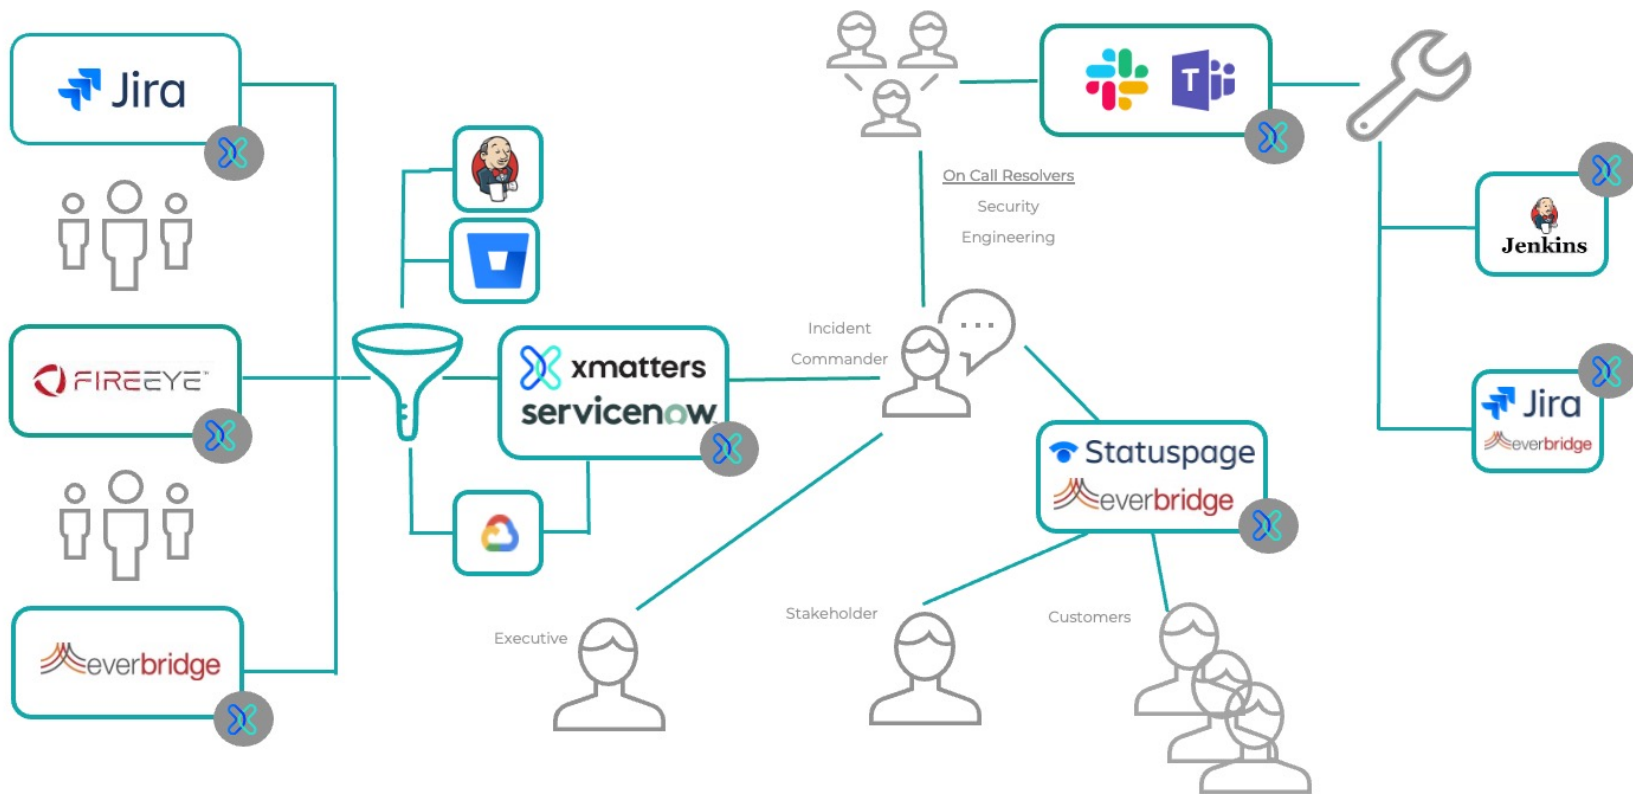 Jira
FIREEYE™
everbridge
xmatters
servicenow
Incident
Commander
On Call Resolvers
Security
Engineering
T
Jenkins
Jira
everbridge
Statuspage
everbridge
Executive
Stakeholder
Customers